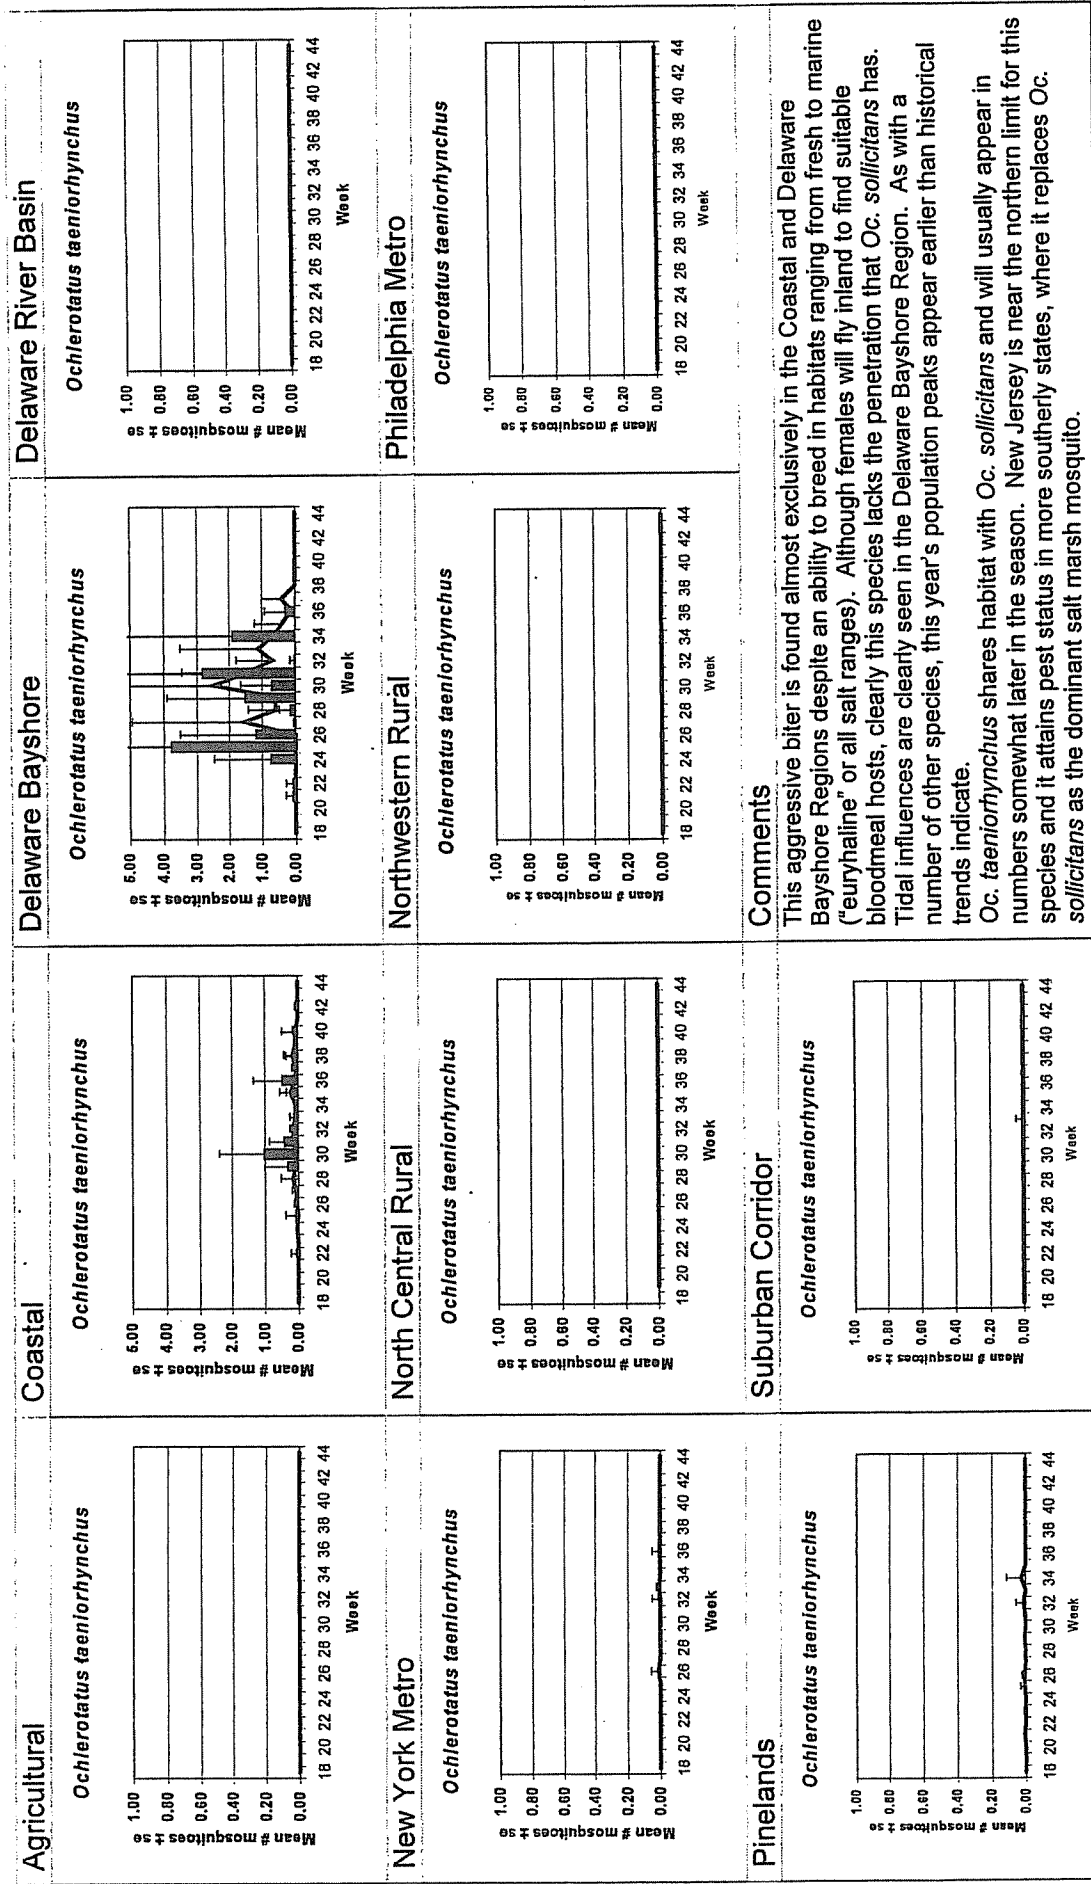 Agricultural
Ochlerotatus taeniorhynchus
Mean # mosquitoes ± se
1.00
0.80
0.60
0.40
0.20
0.00
18 20 22 24 26 28 30 32 34 36 38 40 42 44
Week
Coastal
Ochlerotatus taeniorhynchus
Mean # mosquitoes ± se
5.00
4.00
3.00
2.00
1.00
0.00
18 20 22 24 26 28 30 32 34 36 38 40 42 44
Week
Delaware Bayshore
Ochlerotatus taeniorhynchus
Mean # mosquitoes ± se
5.00
4.00
3.00
2.00
1.00
0.00
18 20 22 24 26 28 30 32 34 36 38 40 42 44
Week
Delaware River Basin
Ochlerotatus taeniorhynchus
Mean # mosquitoes ± se
1.00
0.80
0.60
0.40
0.20
0.00
18 20 22 24 26 28 30 32 34 36 38 40 42 44
Week
New York Metro
Ochlerotatus taeniorhynchus
Mean # mosquitoes ± se
1.00
0.80
0.60
0.40
0.20
0.00
18 20 22 24 26 28 30 32 34 36 38 40 42 44
Week
North Central Rural
Ochlerotatus taeniorhynchus
Mean # mosquitoes ± se
1.00
0.80
0.60
0.40
0.20
0.00
18 20 22 24 26 28 30 32 34 36 38 40 42 44
Week
Northwestern Rural
Ochlerotatus taeniorhynchus
Mean # mosquitoes ± se
1.00
0.80
0.60
0.40
0.20
0.00
18 20 22 24 26 28 30 32 34 36 38 40 42 44
Week
Philadelphia Metro
Ochlerotatus taeniorhynchus
Mean # mosquitoes ± se
1.00
0.80
0.60
0.40
0.20
0.00
18 20 22 24 26 28 30 32 34 36 38 40 42 44
Week
Pinelands
Ochlerotatus taeniorhynchus
Mean # mosquitoes ± se
1.00
0.80
0.60
0.40
0.20
0.00
18 20 22 24 26 28 30 32 34 36 38 40 42 44
Week
Suburban Corridor
Ochlerotatus taeniorhynchus
Mean # mosquitoes ± se
1.00
0.80
0.60
0.40
0.20
0.00
18 20 22 24 26 28 30 32 34 36 38 40 42 44
Week
Comments
This aggressive biter is found almost exclusively in the Coastal and Delaware
Bayshore Regions despite an ability to breed in habitats ranging from fresh to marine
("euryhaline" or all salt ranges). Although females will fly inland to find suitable
bloodmeal hosts, clearly this species lacks the penetration that Oc. sollicitans has.
Tidal influences are clearly seen in the Delaware Bayshore Region. As with a
number of other species, this year's population peaks appear earlier than historical
trends indicate.
Oc. taeniorhynchus shares habitat with Oc. sollicitans and will usually appear in
numbers somewhat later in the season. New Jersey is near the northern limit for this
species and it attains pest status in more southerly states, where it replaces Oc.
sollicitans as the dominant salt marsh mosquito.